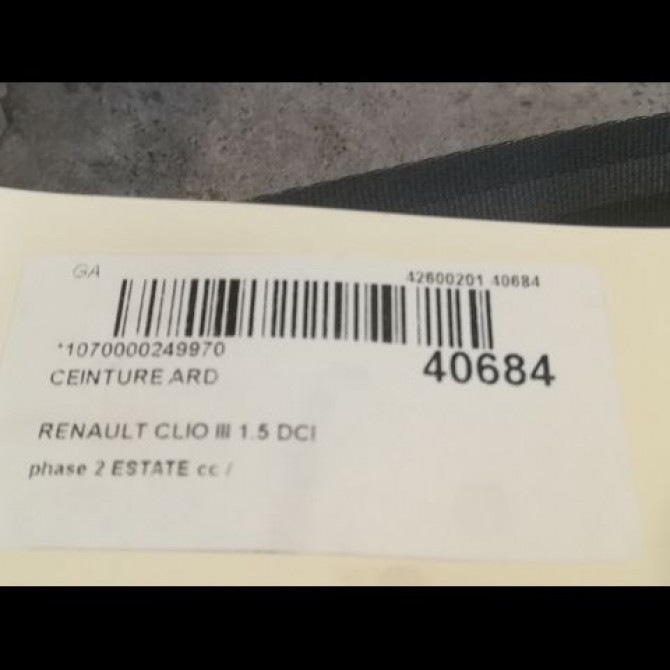 GA 42600201 40684
*1070000249970
40684
CEINTURE ARD
RENAULT CLIO III 1.5 DCI
phase 2 ESTATE cc /